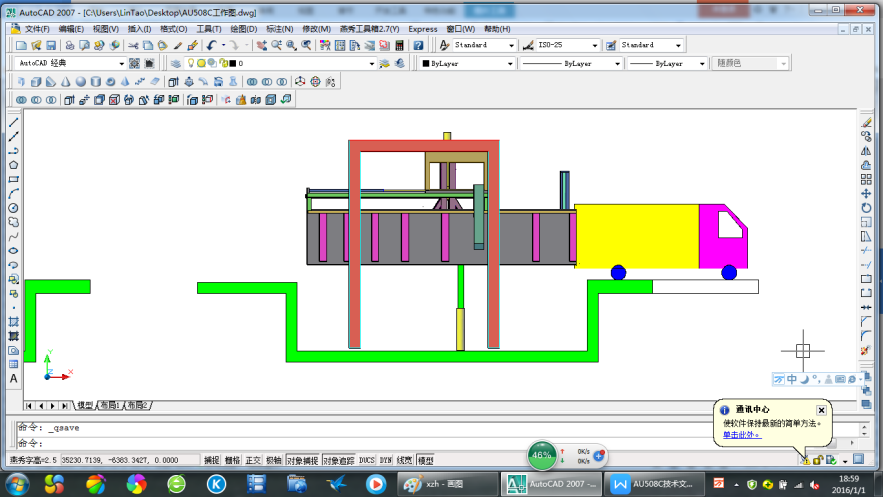 AutoCAD 2007 - [C:\Users\LinTao\Desktop\AU508C工作图.dwg]
文件(F) 编辑(E) 视图(V) 插入(I) 格式(O) 工具(T) 绘图(D) 标注(N) 修改(M) 燕秀工具箱2.7(Y) Express 窗口(W) 帮助(H)
Standard ISO-25 Standard
AutoCAD 经典 0 ByLayer ByLayer ByLayer 随颜色
Y
Z X
A
模型 布局1 布局2
命令: _qsave
命令:
通讯中心
使软件保持最新的简单方法。
单击此处。
中
燕秀字高=2.5 35230.7139, -6383.3427, 0.0000 捕捉 栅格 正交 极轴 对象捕捉 对象追踪 DUCS DYN 线宽 模型
46% 0K/s
0K/s
xzh - 画图 AutoCAD 2007 -... AU508C技术文...
18:59
2016/1/1